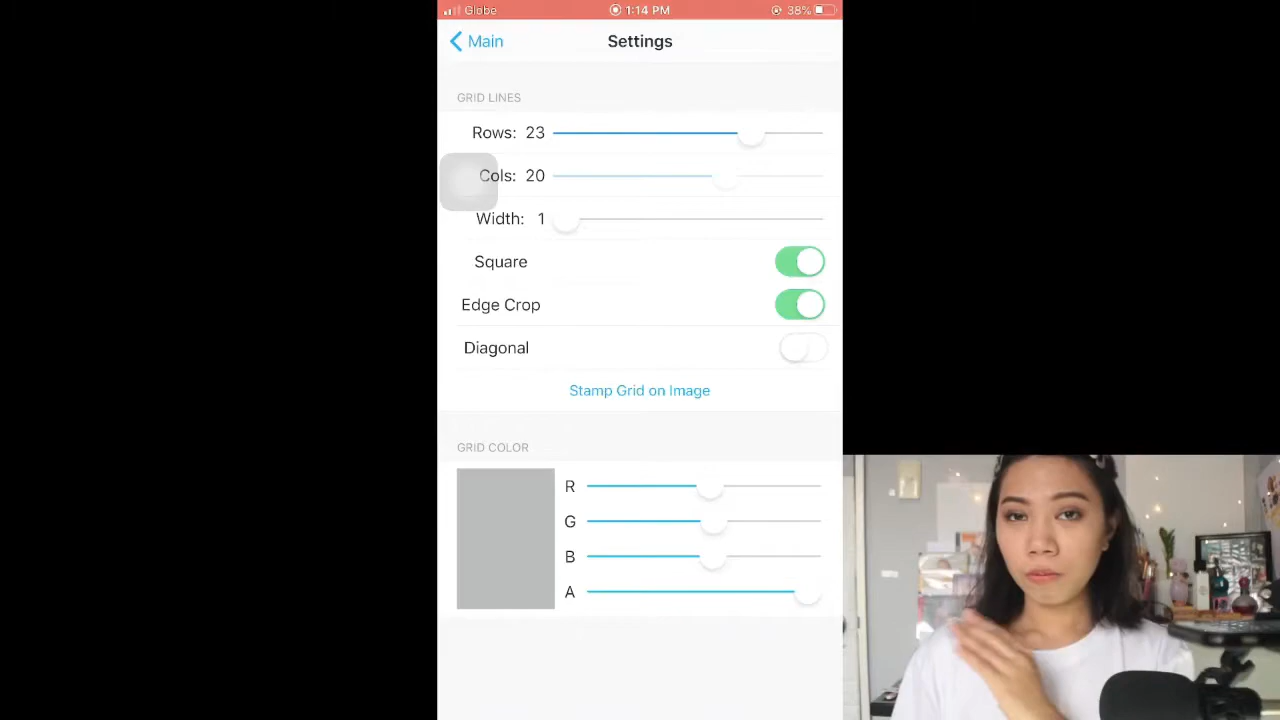 Globe 1:14 PM 38%
Main Settings
GRID LINES
Rows: 23
Cols: 20
Width: 1
Square
Edge Crop
Diagonal
Stamp Grid on Image
GRID COLOR
R
G
B
A